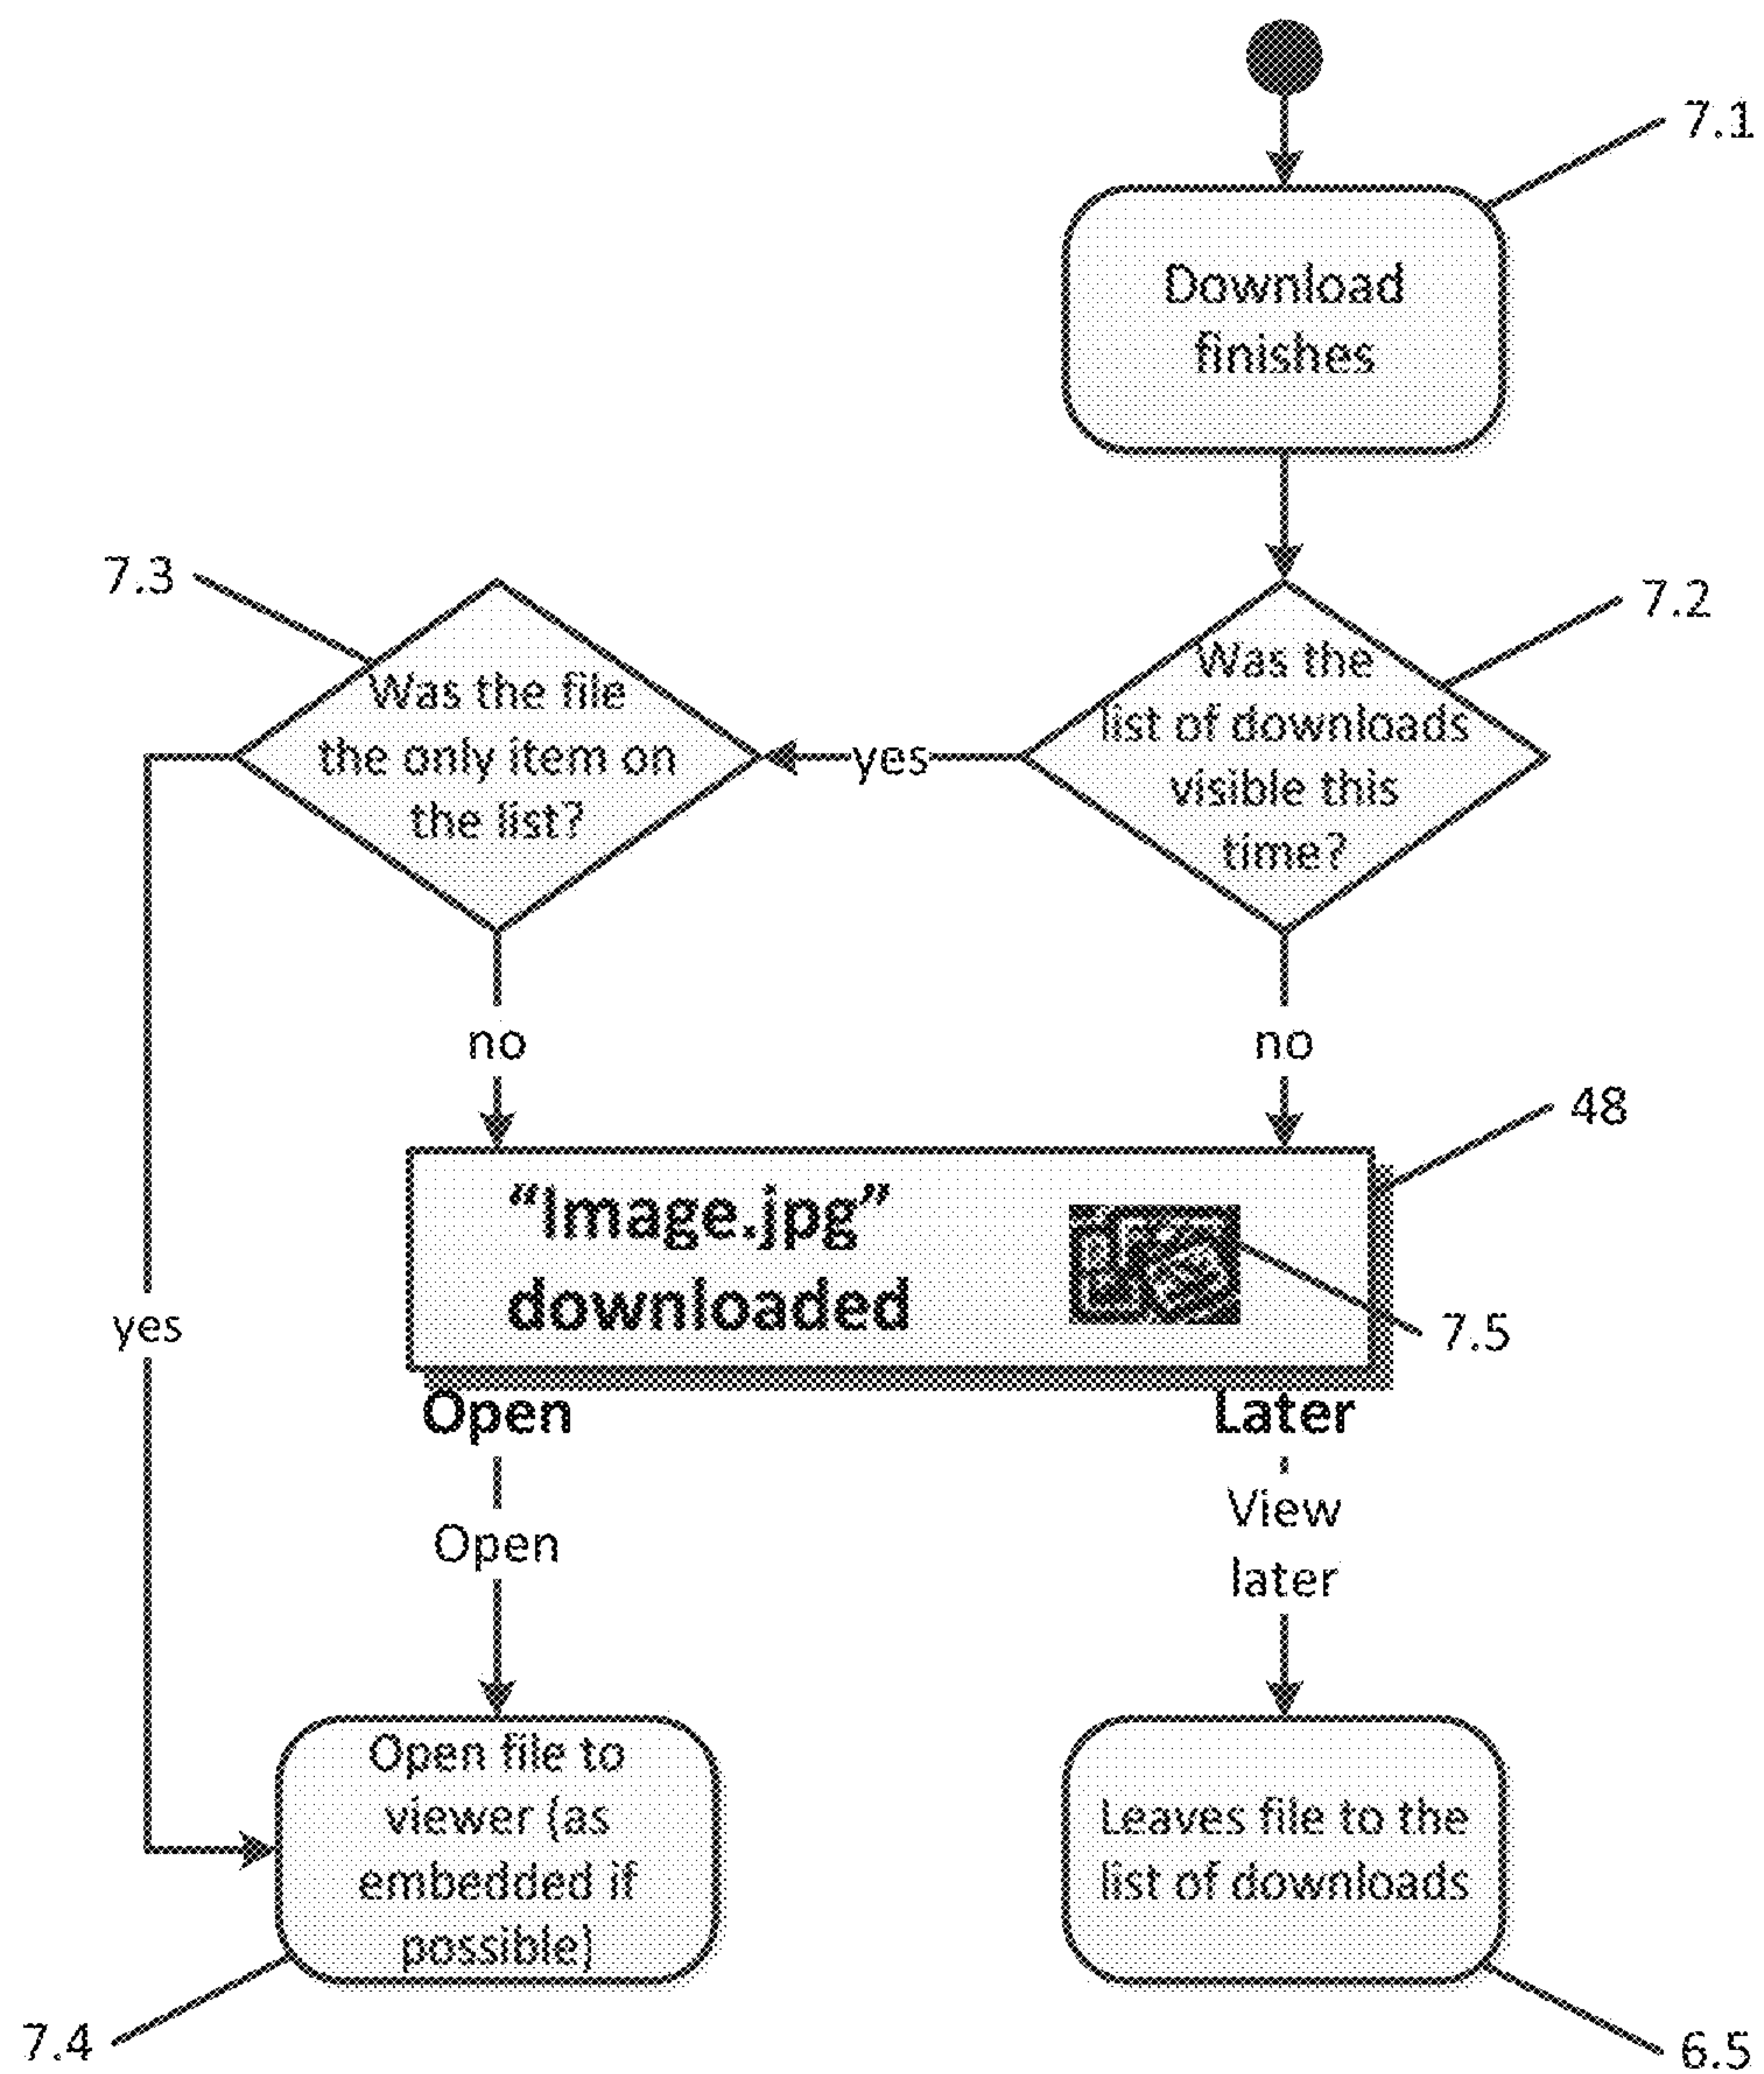 7.1
Download
finishes
7.3
7.2
Was the file
the only item on
the list?
yes
Was the
list of downloads
visible this
time?
no
no
48
“Image.jpg”
downloaded
7.5
yes
Open
Later
Open
View
later
Open file to
viewer (as
embedded if
possible)
Leaves file to the
list of downloads
7.4
6.5